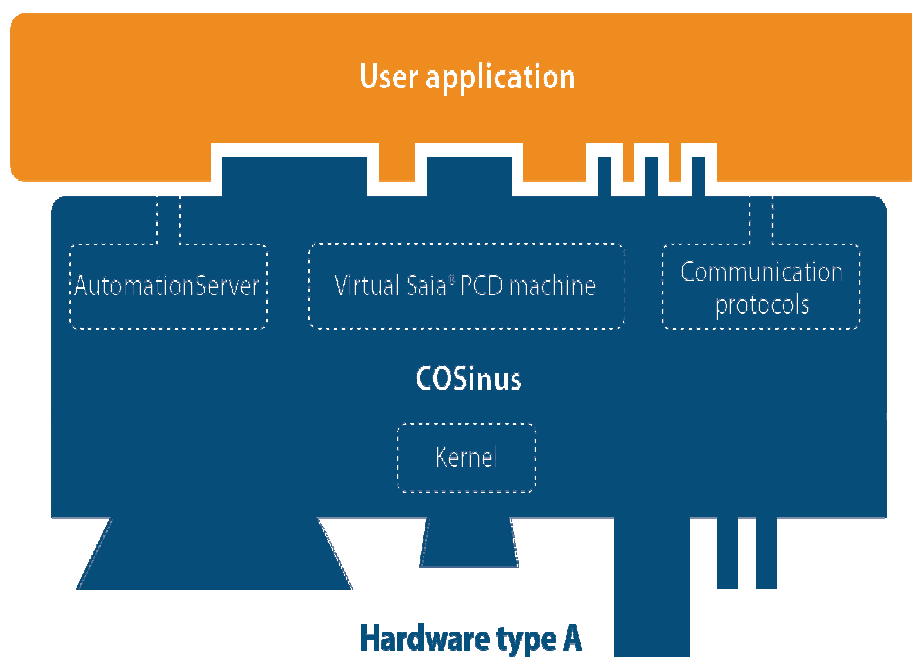 User application
AutomationServer
Virtual Saia® PCD machine
Communication
protocols
COSinus
Kernel
Hardware type A